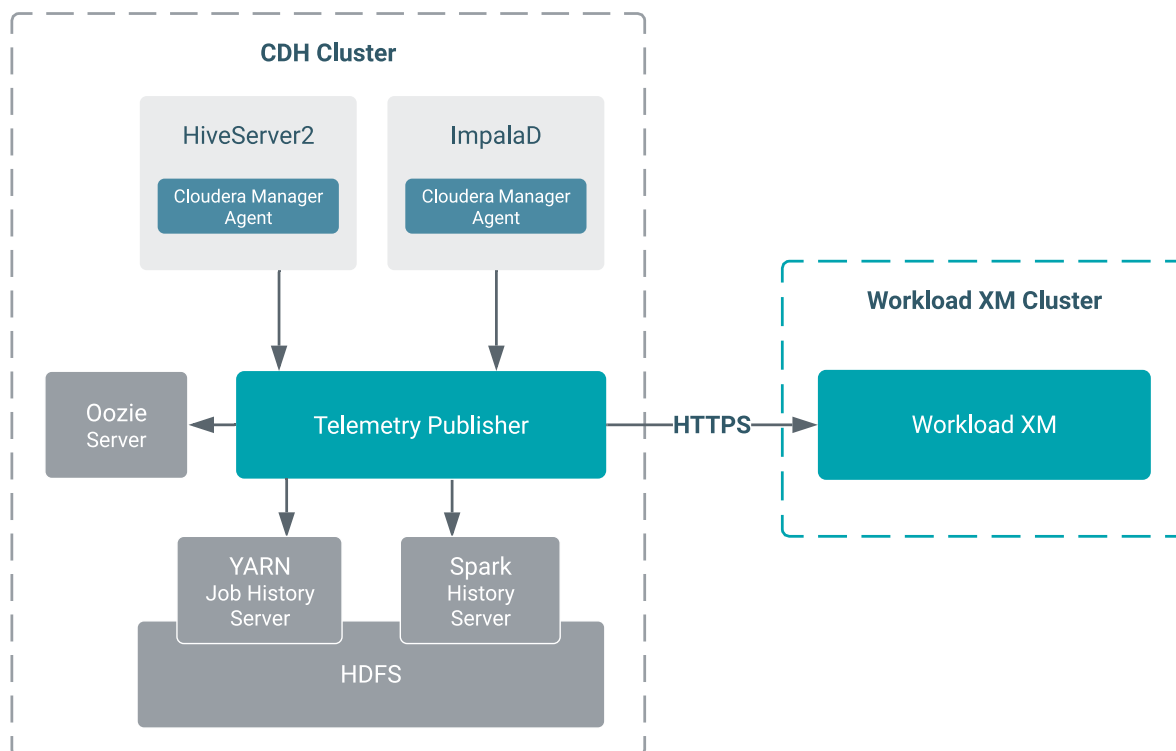 CDH Cluster
HiveServer2
Cloudera Manager
Agent
ImpalaD
Cloudera Manager
Agent
Workload XM Cluster
Oozie
Server
Telemetry Publisher
HTTPS
Workload XM
YARN
Job History
Server
Spark
History
Server
HDFS